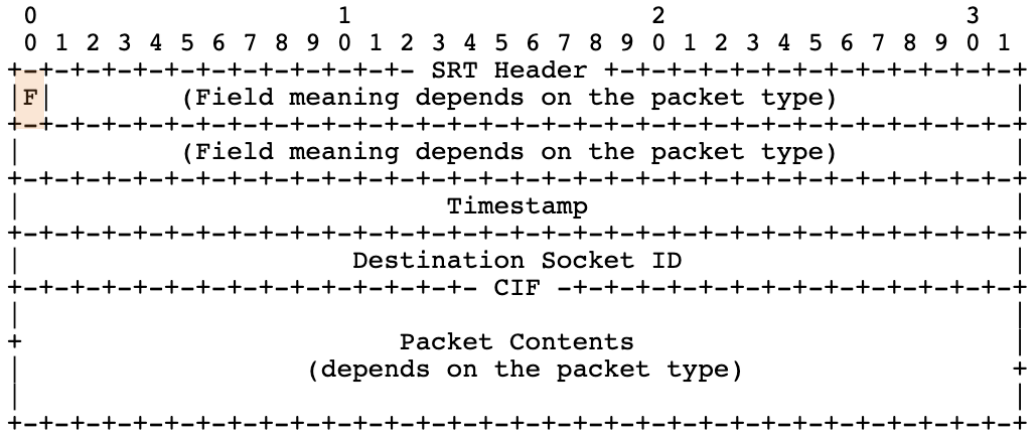 0                   1                   2                   3
 0 1 2 3 4 5 6 7 8 9 0 1 2 3 4 5 6 7 8 9 0 1 2 3 4 5 6 7 8 9 0 1
+-+-+-+-+-+-+-+-+-+-+-+-+- SRT Header +-+-+-+-+-+-+-+-+-+-+-+-+-+
|F|        (Field meaning depends on the packet type)           |
+-+-+-+-+-+-+-+-+-+-+-+-+-+-+-+-+-+-+-+-+-+-+-+-+-+-+-+-+-+-+-+-+
|          (Field meaning depends on the packet type)           |
+-+-+-+-+-+-+-+-+-+-+-+-+-+-+-+-+-+-+-+-+-+-+-+-+-+-+-+-+-+-+-+-+
|                           Timestamp                           |
+-+-+-+-+-+-+-+-+-+-+-+-+-+-+-+-+-+-+-+-+-+-+-+-+-+-+-+-+-+-+-+-+
|                     Destination Socket ID                     |
+-+-+-+-+-+-+-+-+-+-+-+-+-+-+- CIF -+-+-+-+-+-+-+-+-+-+-+-+-+-+-+
|                                                               |
+                        Packet Contents                        |
|                  (depends on the packet type)                 +
|                                                               |
+-+-+-+-+-+-+-+-+-+-+-+-+-+-+-+-+-+-+-+-+-+-+-+-+-+-+-+-+-+-+-+-+